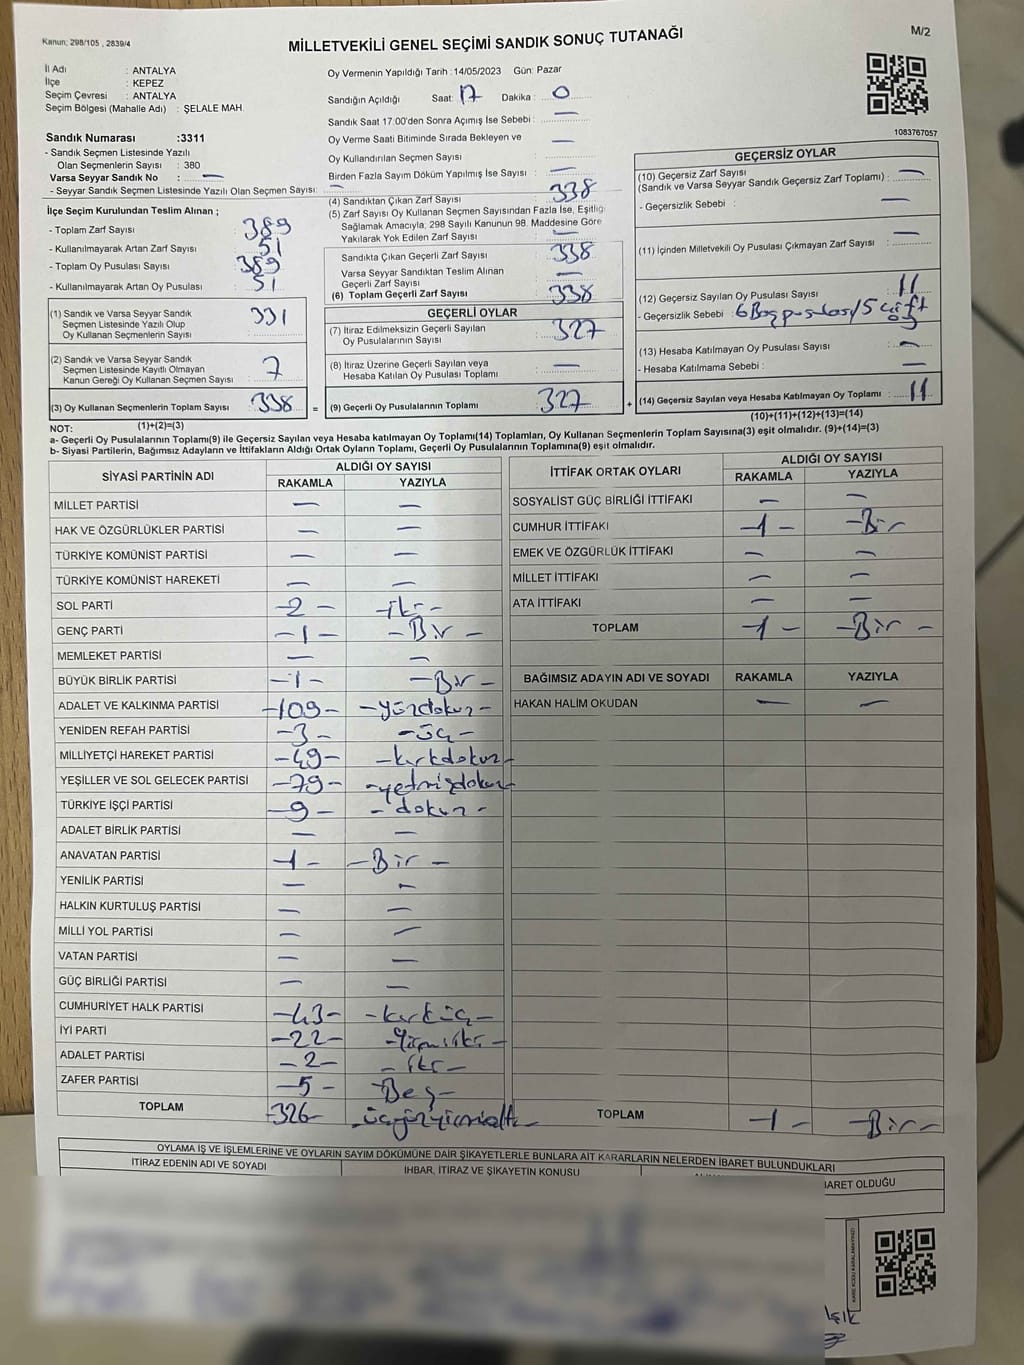 Kanun; 298/105 , 2839/4
MİLLETVEKİLİ GENEL SEÇİMİ SANDIK SONUÇ TUTANAĞI
M/2
İl Adı : ANTALYA
İlçe : KEPEZ
Seçim Çevresi : ANTALYA
Seçim Bölgesi (Mahalle Adı) : ŞELALE MAH.
Sandık Numarası :3311
- Sandık Seçmen Listesinde Yazılı
Olan Seçmenlerin Sayısı : 380
Varsa Seyyar Sandık No : —
- Seyyar Sandık Seçmen Listesinde Yazılı Olan Seçmen Sayısı: —
Oy Vermenin Yapıldığı Tarih :14/05/2023 Gün: Pazar
Sandığın Açıldığı Saat: 17 Dakika : 0
Sandık Saat 17:00'den Sonra Açımış İse Sebebi : —
Oy Verme Saati Bitiminde Sırada Bekleyen ve —
Oy Kullandırılan Seçmen Sayısı : —
Birden Fazla Sayım Döküm Yapılmış İse Sayısı : —
1083767057
İlçe Seçim Kurulundan Teslim Alınan ;
- Toplam Zarf Sayısı : 389
- Kullanılmayarak Artan Zarf Sayısı : 51
- Toplam Oy Pusulası Sayısı : 389
- Kullanılmayarak Artan Oy Pusulası : 51
(1) Sandık ve Varsa Seyyar Sandık
Seçmen Listesinde Yazılı Olup
Oy Kullanan Seçmenlerin Sayısı : 331
(2) Sandık ve Varsa Seyyar Sandık
Seçmen Listesinde Kayıtlı Olmayan
Kanun Gereği Oy Kullanan Seçmen Sayısı : 7
(3) Oy Kullanan Seçmenlerin Toplam Sayısı : 338
(1)+(2)=(3)
(4) Sandıktan Çıkan Zarf Sayısı : 338
(5) Zarf Sayısı Oy Kullanan Seçmen Sayısından Fazla İse, Eşitliği
Sağlamak Amacıyla, 298 Sayılı Kanunun 98. Maddesine Göre
Yakılarak Yok Edilen Zarf Sayısı : —
Sandıkta Çıkan Geçerli Zarf Sayısı : 338
Varsa Seyyar Sandıktan Teslim Alınan
Geçerli Zarf Sayısı : —
(6) Toplam Geçerli Zarf Sayısı : 338
GEÇERLİ OYLAR
(7) İtiraz Edilmeksizin Geçerli Sayılan
Oy Pusulalarının Sayısı : 327
(8) İtiraz Üzerine Geçerli Sayılan veya
Hesaba Katılan Oy Pusulası Toplamı : —
= (9) Geçerli Oy Pusulalarının Toplamı : 327
GEÇERSİZ OYLAR
(10) Geçersiz Zarf Sayısı
(Sandık ve Varsa Seyyar Sandık Geçersiz Zarf Toplamı) : —
- Geçersizlik Sebebi : —
(11) İçinden Milletvekili Oy Pusulası Çıkmayan Zarf Sayısı : —
(12) Geçersiz Sayılan Oy Pusulası Sayısı : 11
- Geçersizlik Sebebi : 6 Boş pusulası/5 çift oy
(13) Hesaba Katılmayan Oy Pusulası Sayısı : —
- Hesaba Katılmama Sebebi : —
+ (14) Geçersiz Sayılan veya Hesaba Katılmayan Oy Toplamı : 11
(10)+(11)+(12)+(13)=(14)
NOT:
a- Geçerli Oy Pusulalarının Toplamı(9) ile Geçersiz Sayılan veya Hesaba katılmayan Oy Toplamı(14) Toplamları, Oy Kullanan Seçmenlerin Toplam Sayısına(3) eşit olmalıdır. (9)+(14)=(3)
b- Siyasi Partilerin, Bağımsız Adayların ve İttifakların Aldığı Ortak Oyların Toplamı, Geçerli Oy Pusulalarının Toplamına(9) eşit olmalıdır.
SİYASİ PARTİNİN ADI ALDIĞI OY SAYISI
RAKAMLA YAZIYLA
MİLLET PARTİSİ — —
HAK VE ÖZGÜRLÜKLER PARTİSİ — —
TÜRKİYE KOMÜNİST PARTİSİ — —
TÜRKİYE KOMÜNİST HAREKETİ — —
SOL PARTİ -2- -iki-
GENÇ PARTİ -1- -Bir-
MEMLEKET PARTİSİ — —
BÜYÜK BİRLİK PARTİSİ -1- -Bir-
ADALET VE KALKINMA PARTİSİ -109- -yüzdokuz-
YENİDEN REFAH PARTİSİ -3- -üç-
MİLLİYETÇİ HAREKET PARTİSİ -49- -kırkdokuz-
YEŞİLLER VE SOL GELECEK PARTİSİ -79- -yetmişdokuz-
TÜRKİYE İŞÇİ PARTİSİ -9- -dokuz-
ADALET BİRLİK PARTİSİ — —
ANAVATAN PARTİSİ -1- -Bir-
YENİLİK PARTİSİ — —
HALKIN KURTULUŞ PARTİSİ — —
MİLLİ YOL PARTİSİ — —
VATAN PARTİSİ — —
GÜÇ BİRLİĞİ PARTİSİ — —
CUMHURİYET HALK PARTİSİ -43- -kırküç-
İYİ PARTİ -22- -Yirmiiki-
ADALET PARTİSİ -2- -iki-
ZAFER PARTİSİ -5- -Beş-
TOPLAM -326- -üçyüzyirmialtı-
İTTİFAK ORTAK OYLARI ALDIĞI OY SAYISI
RAKAMLA YAZIYLA
SOSYALİST GÜÇ BİRLİĞİ İTTİFAKI — —
CUMHUR İTTİFAKI -1- -Bir-
EMEK VE ÖZGÜRLÜK İTTİFAKI — —
MİLLET İTTİFAKI — —
ATA İTTİFAKI — —
TOPLAM -1- -Bir-
BAĞIMSIZ ADAYIN ADI VE SOYADI RAKAMLA YAZIYLA
HAKAN HALİM OKUDAN — —
TOPLAM -1- -Bir-
OYLAMA İŞ VE İŞLEMLERİNE VE OYLARIN SAYIM DÖKÜMÜNE DAİR ŞİKAYETLERLE BUNLARA AİT KARARLARIN NELERDEN İBARET BULUNDUKLARI
İTİRAZ EDENİN ADI VE SOYADI İHBAR, İTİRAZ VE ŞİKAYETİN KONUSU
İBARET OLDUĞU
KARE KODU KARALAMAYINIZ!